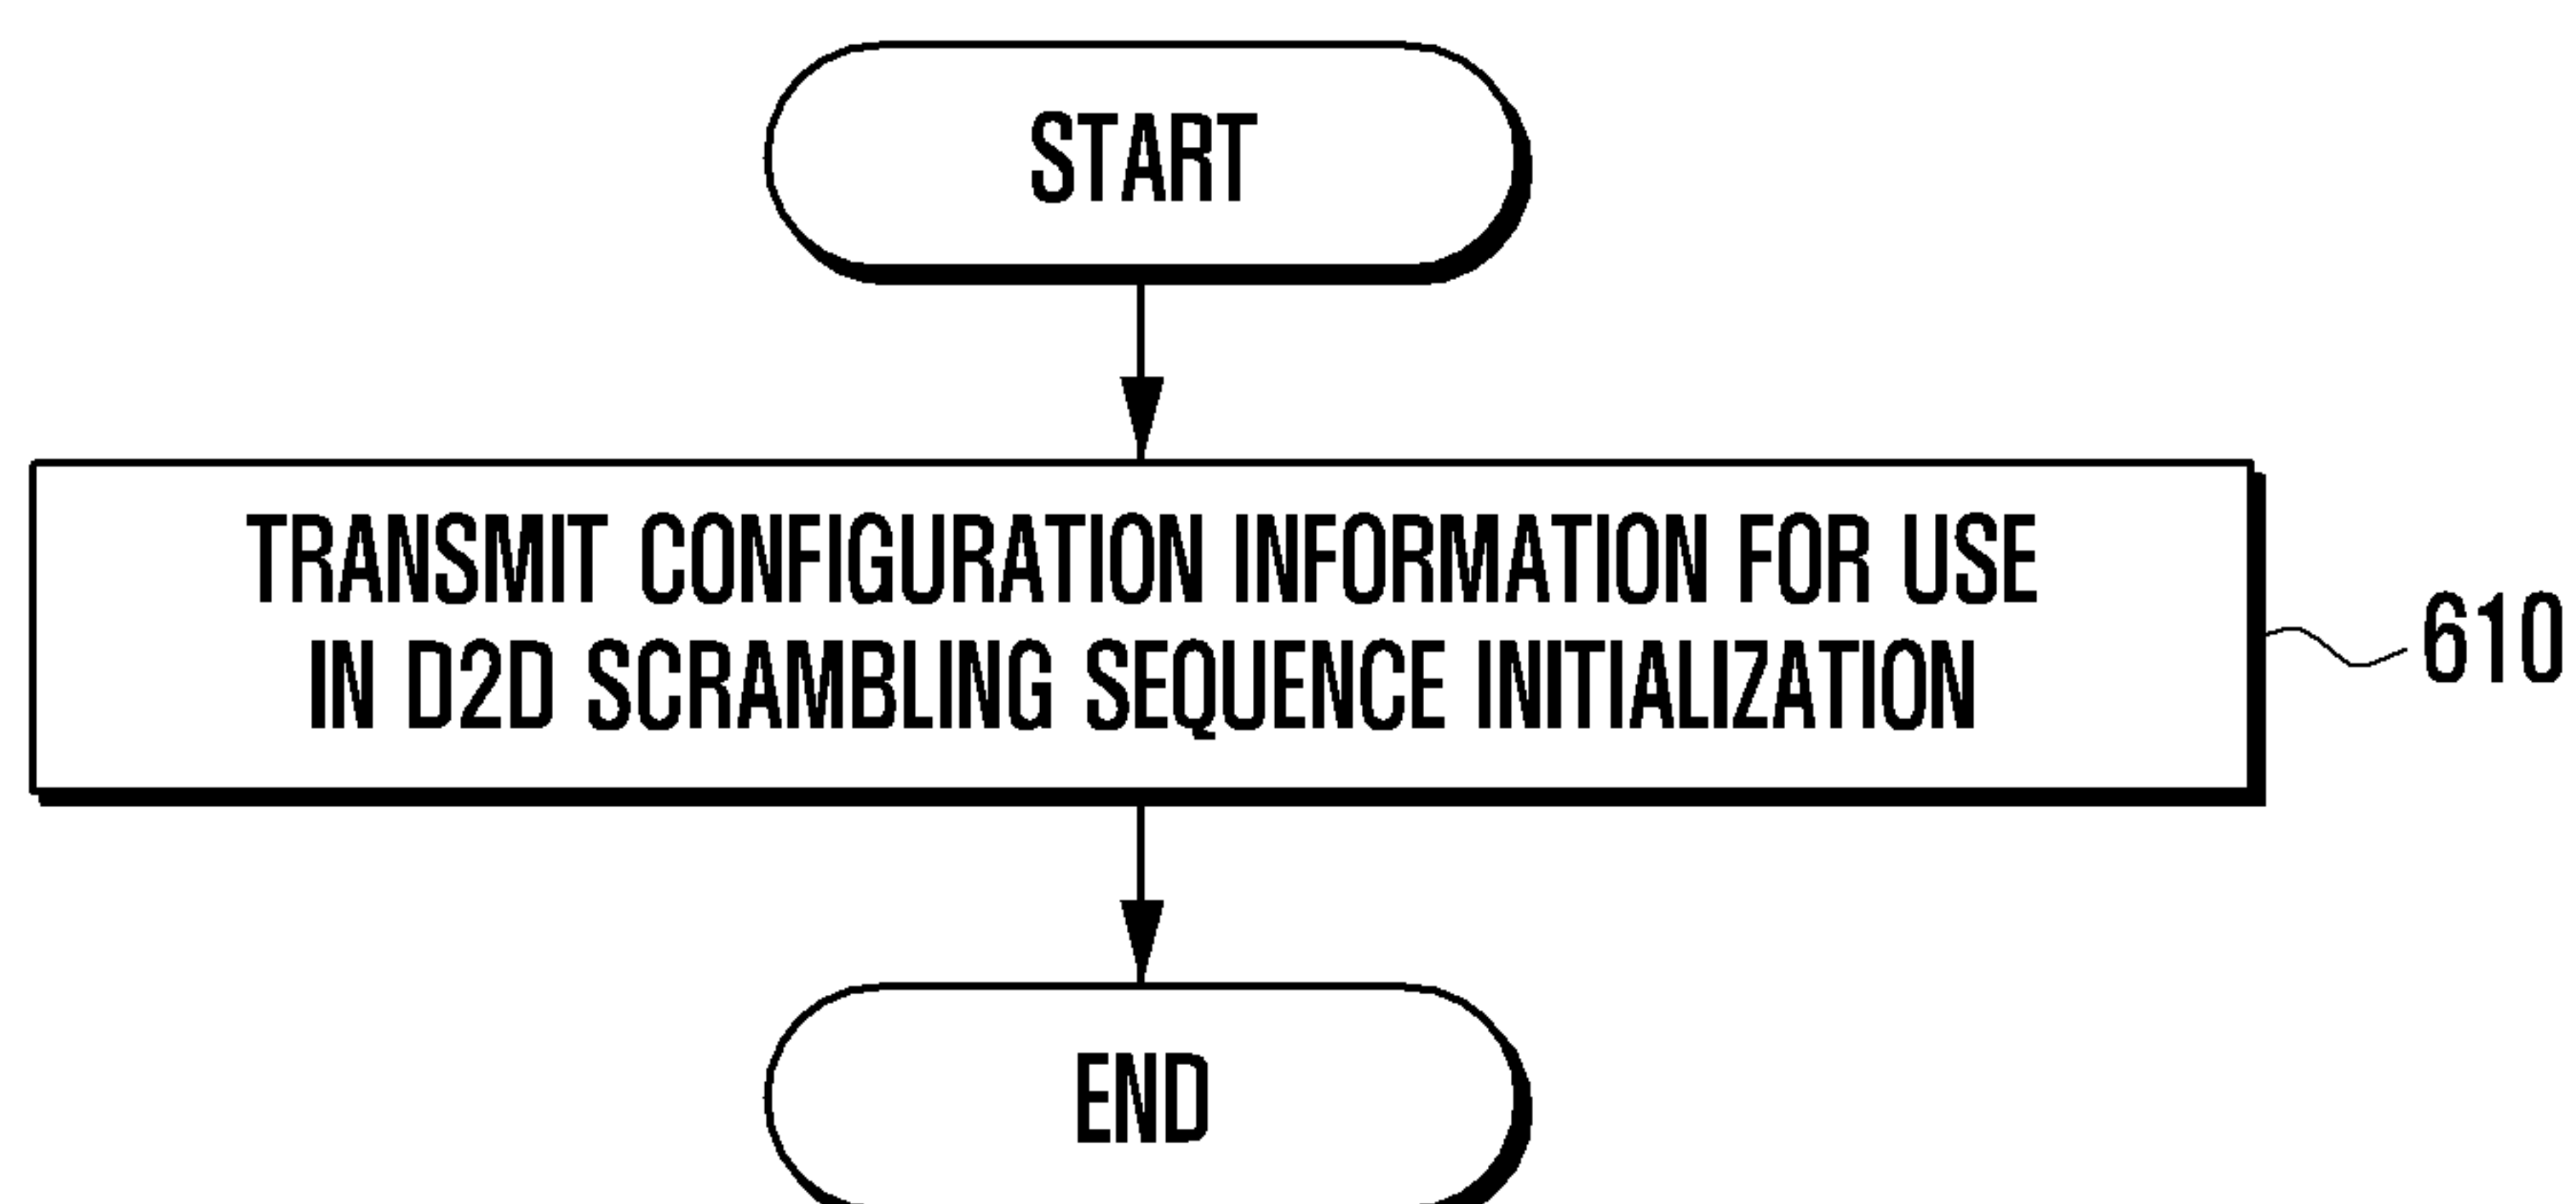 START
TRANSMIT CONFIGURATION INFORMATION FOR USE
IN D2D SCRAMBLING SEQUENCE INITIALIZATION
610
END